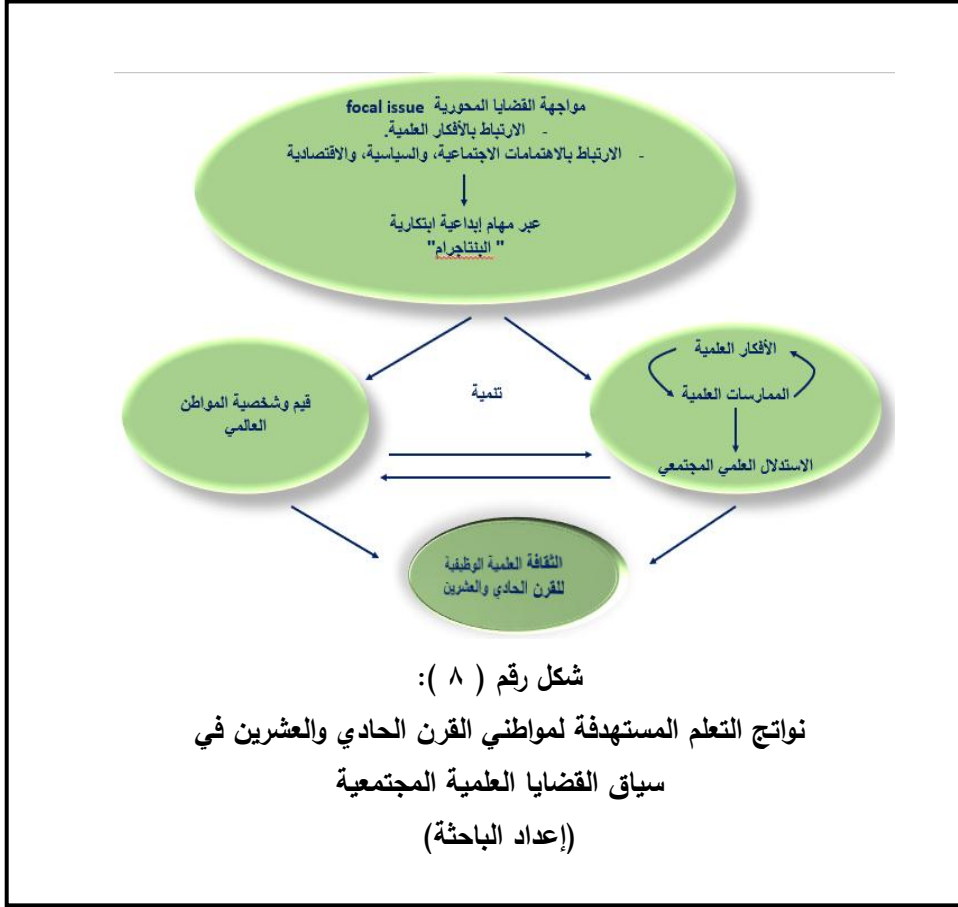 مواجهة القضايا المحورية focal issue
- الارتباط بالأفكار العلمية.
- الارتباط بالاهتمامات الاجتماعية، والسياسية، والاقتصادية
عبر مهام إبداعية ابتكارية
" البنتاجرام"
الأفكار العلمية
الممارسات العلمية
الاستدلال العلمي المجتمعي
تنمية
قيم وشخصية المواطن
العالمي
الثقافة العلمية الوظيفية
للقرن الحادي والعشرين
شكل رقم ( ٨ ):
نواتج التعلم المستهدفة لمواطني القرن الحادي والعشرين في
سياق القضايا العلمية المجتمعية
(إعداد الباحثة)